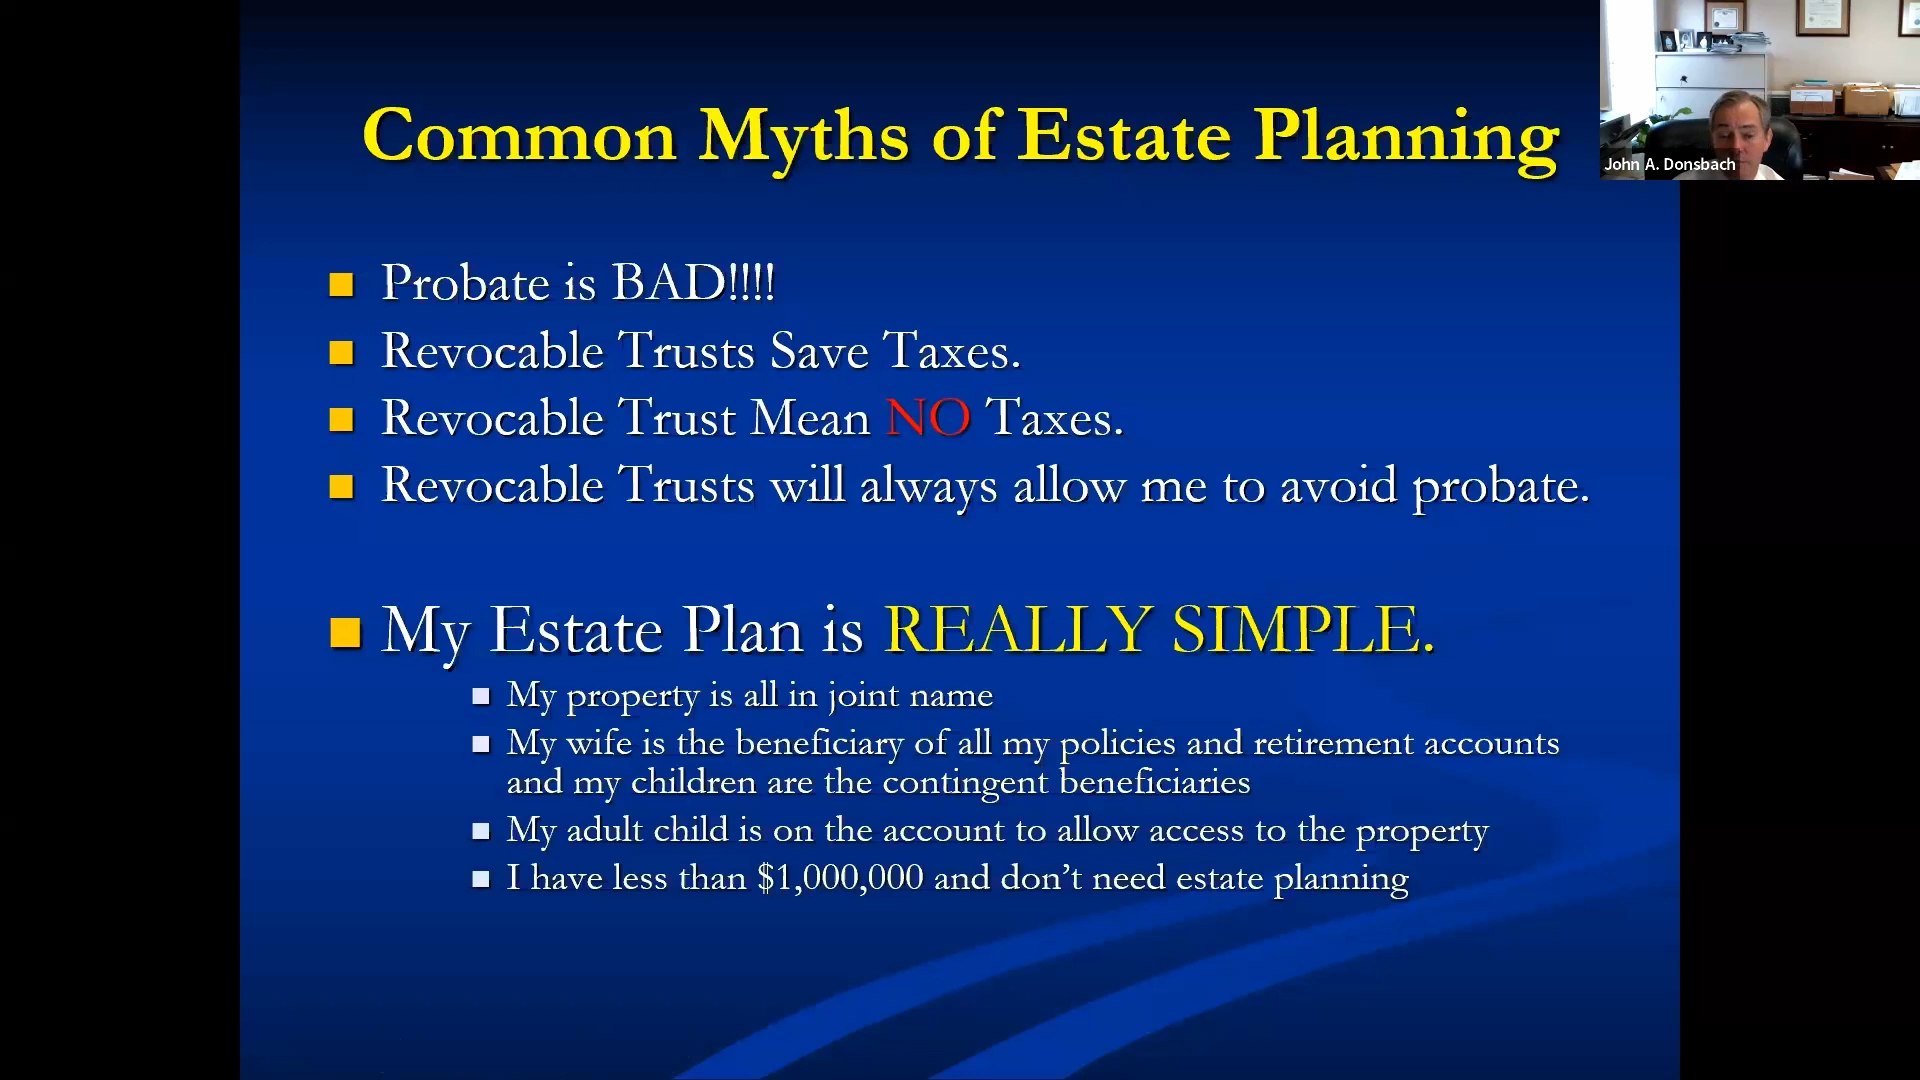 Common Myths of Estate Planning
John A. Donsbach
Probate is BAD!!!!
Revocable Trusts Save Taxes.
Revocable Trust Mean NO Taxes.
Revocable Trusts will always allow me to avoid probate.
My Estate Plan is REALLY SIMPLE.
My property is all in joint name
My wife is the beneficiary of all my policies and retirement accounts
and my children are the contingent beneficiaries
My adult child is on the account to allow access to the property
I have less than $1,000,000 and don’t need estate planning